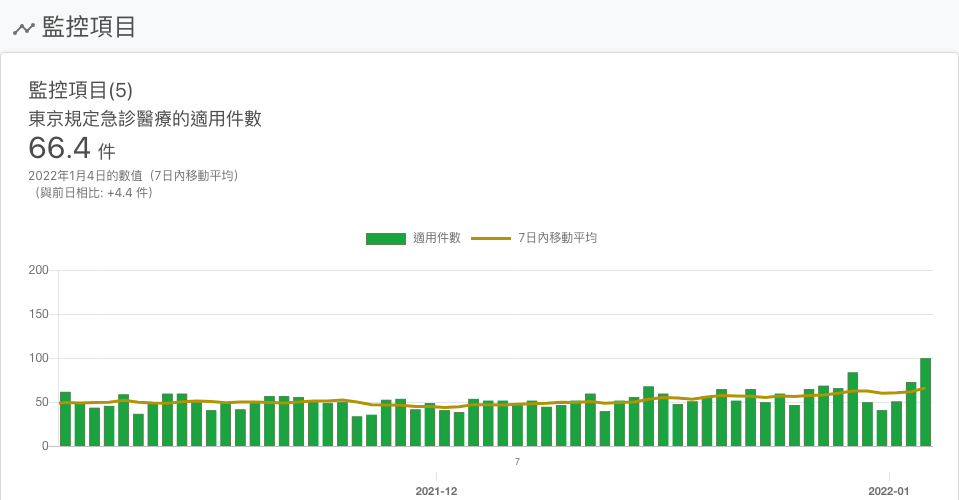 監控項目
監控項目(5)
東京規定急診醫療的適用件數
66.4 件
2022年1月4日的數值（7日內移動平均）
（與前日相比: +4.4 件）
適用件數 7日內移動平均
200
150
100
50
0
7
2021-12 2022-01